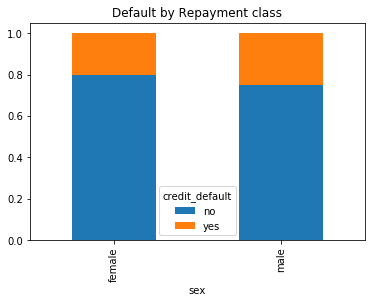 Default by Repayment class
1.0
0.8
0.6
0.4
0.2
0.0
credit_default
no
yes
female
male
sex